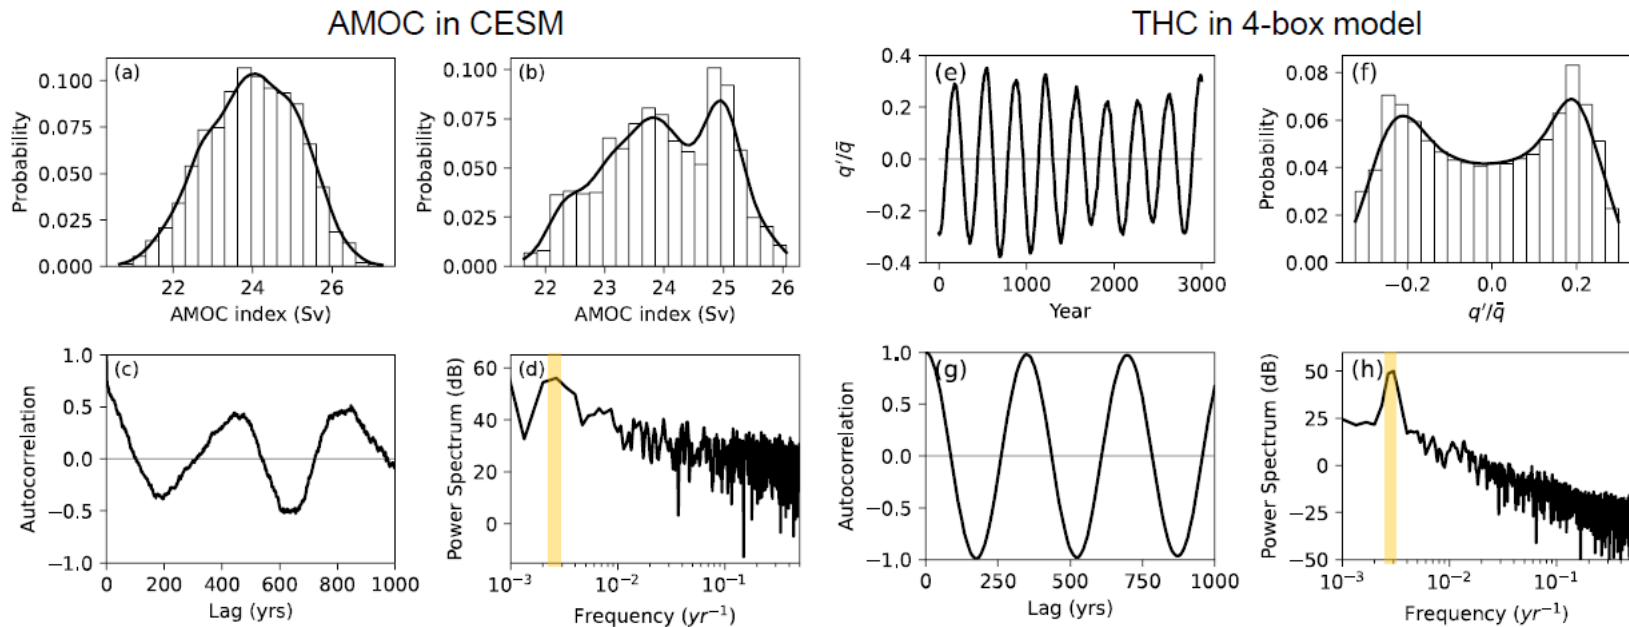 AMOC in CESM
THC in 4-box model
(a)
0.100
0.075
0.050
0.025
0.000
Probability
22
24
26
AMOC index (Sv)
(b)
0.100
0.075
0.050
0.025
0.000
Probability
22
23
24
25
26
AMOC index (Sv)
(e)
0.4
0.2
0.0
−0.2
−0.4
q′/q̄
0
1000
2000
3000
Year
(f)
0.08
0.06
0.04
0.02
0.00
Probability
−0.2
0.0
0.2
q′/q̄
(c)
1.0
0.5
0.0
−0.5
−1.0
Autocorrelation
0
200
400
600
800
1000
Lag (yrs)
(d)
60
40
20
0
Power Spectrum (dB)
10⁻³
10⁻²
10⁻¹
Frequency (yr⁻¹)
(g)
1.0
0.5
0.0
−0.5
−1.0
Autocorrelation
0
250
500
750
1000
Lag (yrs)
(h)
50
25
0
−25
−50
Power Spectrum (dB)
10⁻³
10⁻²
10⁻¹
Frequency (yr⁻¹)